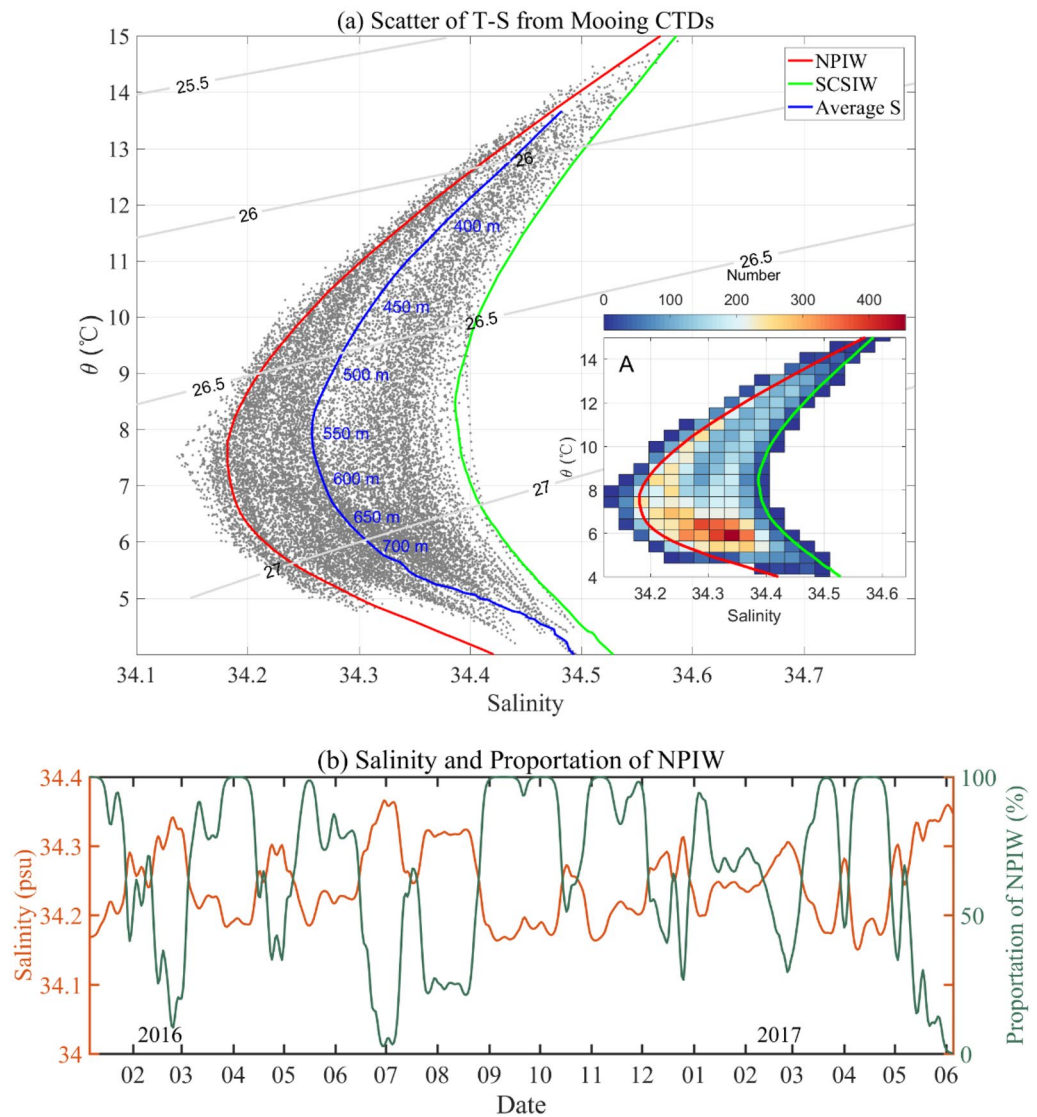 (a) Scatter of T-S from Mooing CTDs
15
14
13
12
11
10
9
8
7
6
5
θ (℃)
34.1 34.2 34.3 34.4 34.5 34.6 34.7
Salinity
NPIW
SCSIW
Average S
25.5
26
26
26.5
26.5
26.5
27
27
400 m
450 m
500 m
550 m
600 m
650 m
700 m
Number
0 100 200 300 400
A
14
12
10
8
6
4
θ (℃)
34.2 34.3 34.4 34.5 34.6
Salinity
(b) Salinity and Proportation of NPIW
34.4
34.3
34.2
34.1
34
Salinity (psu)
100
50
0
Proportation of NPIW (%)
2016 2017
02 03 04 05 06 07 08 09 10 11 12 01 02 03 04 05 06
Date